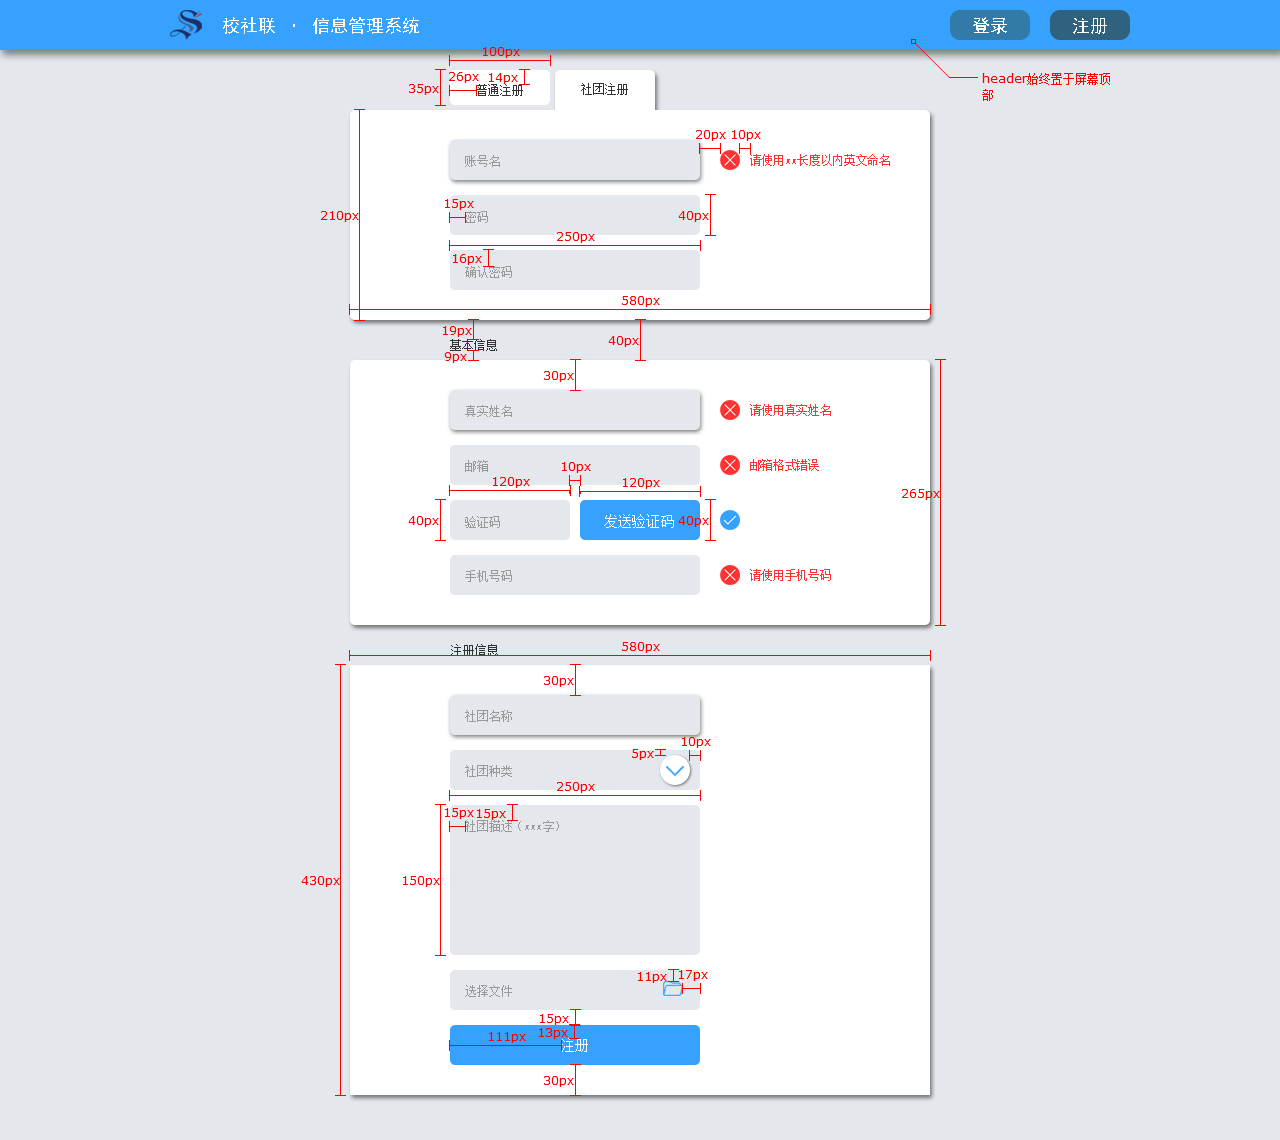 校社联 · 信息管理系统
登录
注册
100px
header始终置于屏幕顶
部
26px
14px
35px
普通注册
社团注册
20px
10px
账号名
请使用xx长度以内英文命名
15px
密码
40px
210px
250px
16px
确认密码
580px
19px
基本信息
40px
9px
30px
真实姓名
请使用真实姓名
邮箱
10px
邮箱格式错误
120px
120px
265px
40px
验证码
发送验证码
40px
手机号码
请使用手机号码
注册信息
580px
30px
社团名称
10px
5px
社团种类
250px
15px
15px
社团描述（xxx字）
430px
150px
11px
17px
选择文件
15px
13px
111px
注册
30px